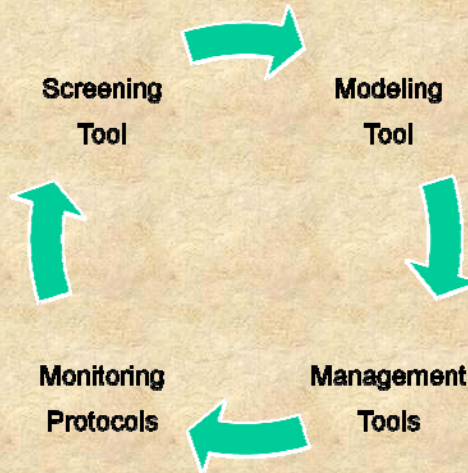 Screening
Tool
Modeling
Tool
Monitoring
Protocols
Management
Tools